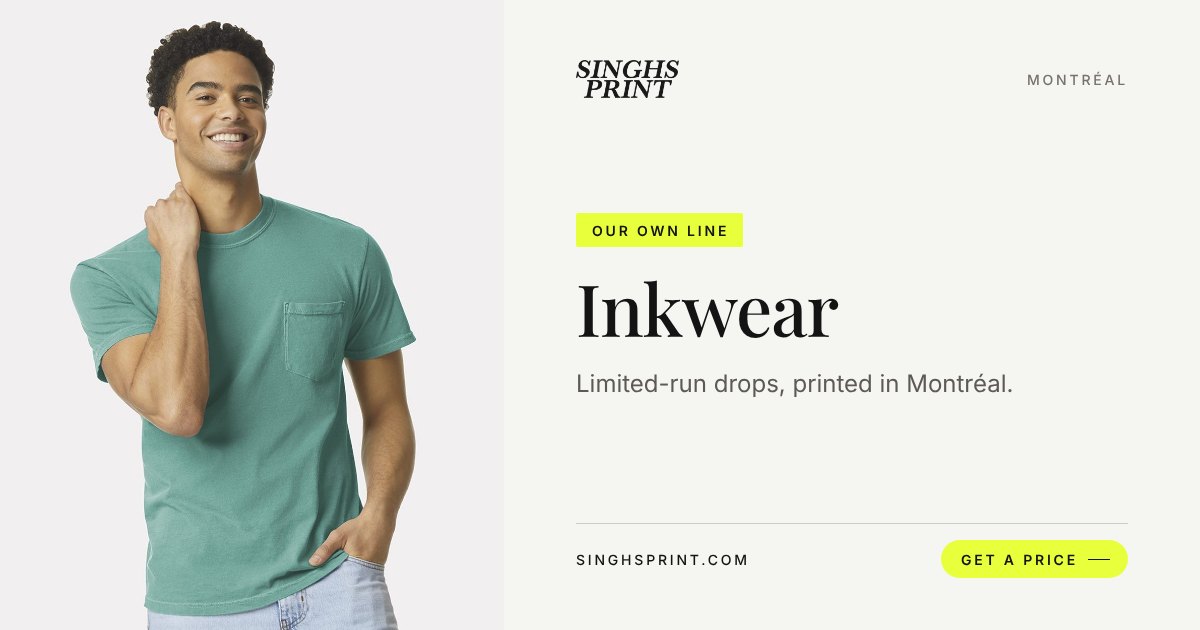 SINGHS
PRINT
MONTRÉAL
OUR OWN LINE
Inkwear
Limited-run drops, printed in Montréal.
SINGHSPRINT.COM
GET A PRICE —